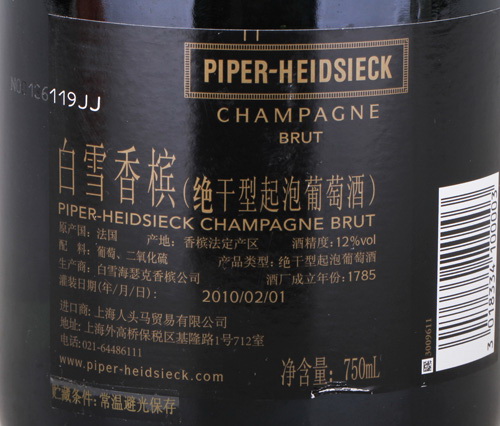 PIPER-HEIDSIECK
CHAMPAGNE
BRUT
119JJ
白雪香槟(绝干型起泡葡萄酒)
PIPER-HEIDSIECK CHAMPAGNE BRUT
原产国: 法国 产地: 香槟法定产区 酒精度: 12%vol
配 料: 葡萄、二氧化硫 产品类型: 绝干型起泡葡萄酒
生产商: 白雪海瑟克香槟公司 酒厂成立年份: 1785
灌装日期(年/月/日): 2010/02/01
进口商: 上海人头马贸易有限公司
地址: 上海外高桥保税区基隆路1号712室
电话: 021-64486111
www.piper-heidsieck.com
净含量: 750mL
贮藏条件: 常温避光保存
3009611